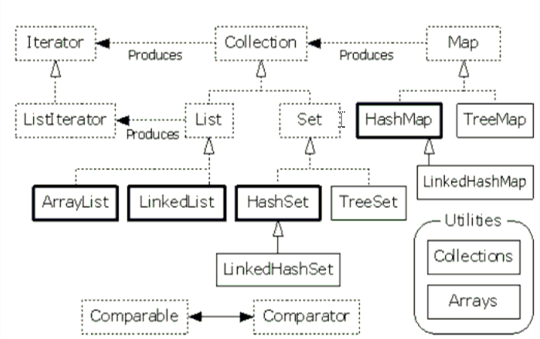 Iterator
Produces
Collection
Produces
Map
ListIterator
Produces
List
Set
HashMap
TreeMap
ArrayList
LinkedList
HashSet
TreeSet
LinkedHashMap
Utilities
Collections
LinkedHashSet
Arrays
Comparable
Comparator